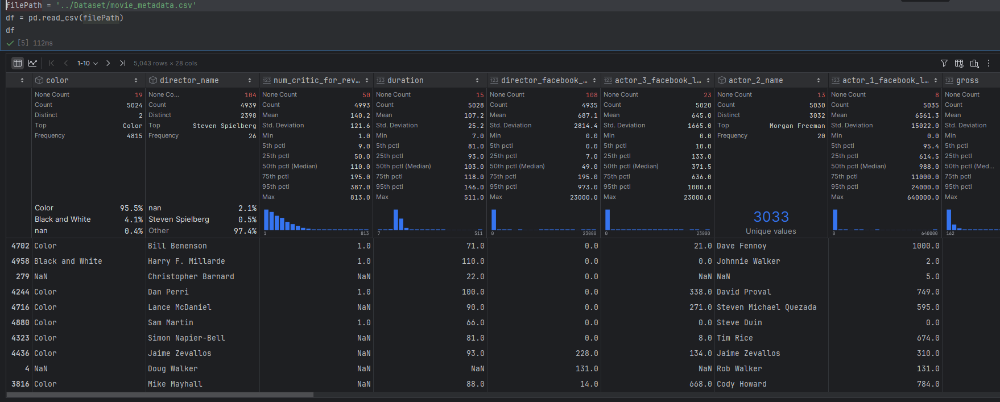 filePath = '../Dataset/movie_metadata.csv'
df = pd.read_csv(filePath)
df
[5] 112ms
1-10 5,043 rows × 28 cols
color director_name num_critic_for_rev… duration director_facebook_… actor_3_facebook_l… actor_2_name actor_1_facebook_l… gross
None Count 19 None Co… 104 None Count 50 None Count 15 None Count 108 None Count 23 None Count 13 None Count 8 None Count
Count 5024 Count 4939 Count 4993 Count 5028 Count 4935 Count 5020 Count 5030 Count 5035 Count
Distinct 2 Distinct 2398 Mean 140.2 Mean 107.2 Mean 687.1 Mean 645.0 Distinct 3032 Mean 6561.3 Mean
Top Color Top Steven Spielberg Std. Deviation 121.6 Std. Deviation 25.2 Std. Deviation 2814.4 Std. Deviation 1665.0 Top Morgan Freeman Std. Deviation 15022.0 Std. Deviation
Frequency 4815 Frequency 26 Min 1.0 Min 7.0 Min 0.0 Min 0.0 Frequency 20 Min 0.0 Min
5th pctl 9.0 5th pctl 81.0 5th pctl 0.0 5th pctl 10.0 5th pctl 95.4 5th pctl
25th pctl 50.0 25th pctl 93.0 25th pctl 7.0 25th pctl 133.0 25th pctl 614.5 25th pctl
50th pctl (Median) 110.0 50th pctl (Median) 103.0 50th pctl (Median) 49.0 50th pctl (Median) 371.5 50th pctl (Median) 988.0 50th pctl (Med…
75th pctl 195.0 75th pctl 118.0 75th pctl 195.0 75th pctl 636.0 75th pctl 11000.0 75th pctl
95th pctl 387.0 95th pctl 146.0 95th pctl 973.0 95th pctl 1000.0 95th pctl 24000.0 95th pctl
Max 813.0 Max 511.0 Max 23000.0 Max 23000.0 Max 640000.0 Max
Color 95.5% nan 2.1%
Black and White 4.1% Steven Spielberg 0.5% 3033
nan 0.4% Other 97.4% Unique values
1 813 7 511 0 23000 0 23000 0 640000 162
4702 Color Bill Benenson 1.0 71.0 0.0 21.0 Dave Fennoy 1000.0
4958 Black and White Harry F. Millarde 1.0 110.0 0.0 0.0 Johnnie Walker 2.0
279 NaN Christopher Barnard NaN 22.0 0.0 NaN NaN 5.0
4244 Color Dan Perri 1.0 100.0 0.0 338.0 David Proval 749.0
4716 Color Lance McDaniel NaN 90.0 0.0 271.0 Steven Michael Quezada 595.0
4880 Color Sam Martin 1.0 66.0 0.0 0.0 Steve Duin 0.0
4323 Color Simon Napier-Bell NaN 81.0 0.0 8.0 Tim Rice 674.0
4436 Color Jaime Zevallos NaN 93.0 228.0 134.0 Jaime Zevallos 310.0
4 NaN Doug Walker NaN NaN 131.0 NaN Rob Walker 131.0
3816 Color Mike Mayhall NaN 88.0 14.0 668.0 Cody Howard 784.0